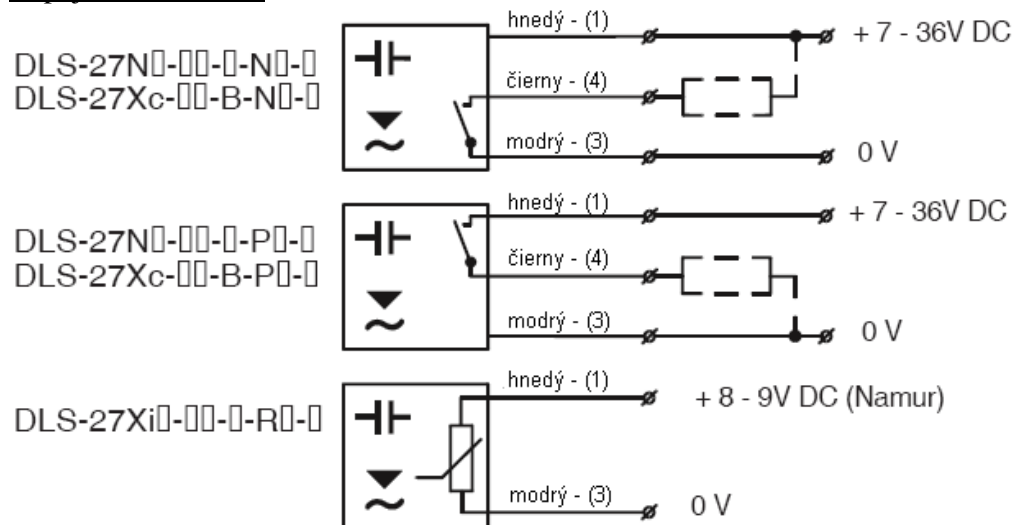 hnedý - (1)
+ 7 - 36V DC
DLS-27N▯-▯▯-▯-N▯-▯
DLS-27Xc-▯▯-B-N▯-▯
čierny - (4)
modrý - (3)
0 V
hnedý - (1)
+ 7 - 36V DC
DLS-27N▯-▯▯-▯-P▯-▯
DLS-27Xc-▯▯-B-P▯-▯
čierny - (4)
modrý - (3)
0 V
hnedý - (1)
+ 8 - 9V DC (Namur)
DLS-27Xi▯-▯▯-▯-R▯-▯
modrý - (3)
0 V